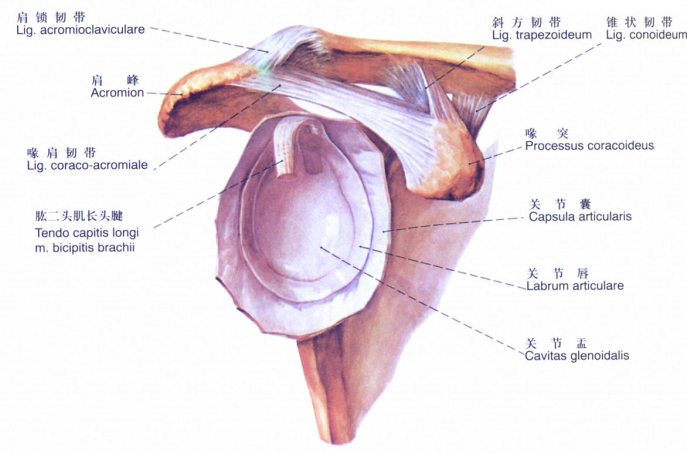 肩锁韧带
Lig. acromioclaviculare
斜方韧带
Lig. trapezoideum
锥状韧带
Lig. conoideum
肩峰
Acromion
喙肩韧带
Lig. coraco-acromiale
喙突
Processus coracoideus
肱二头肌长头腱
Tendo capitis longi
m. bicipitis brachii
关节囊
Capsula articularis
关节唇
Labrum articulare
关节盂
Cavitas glenoidalis